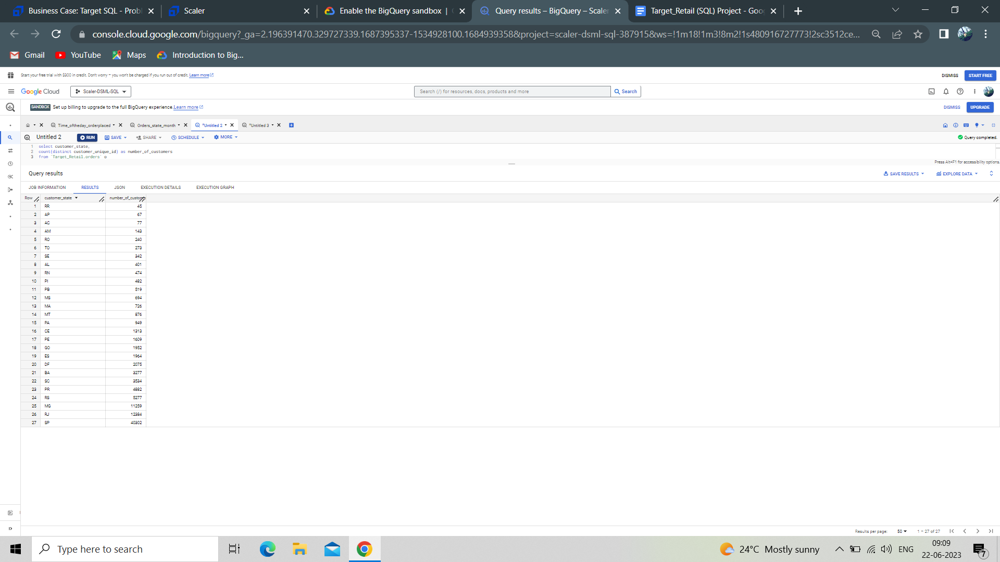 Business Case: Target SQL - Probl
Scaler
Enable the BigQuery sandbox |
Query results – BigQuery – Scaler
Target_Retail (SQL) Project - Goog
console.cloud.google.com/bigquery?_ga=2.196391470.329727339.1687395337-1534928100.1684939358&project=scaler-dsml-sql-387915&ws=!1m18!1m3!8m2!1s480916727773!2sc3512ce...
Gmail
YouTube
Maps
Introduction to Big...
Start your free trial with $300 in credit. Don't worry – you won't be charged if you run out of credit. Learn more
DISMISS
START FREE
Google Cloud
Scaler-DSML-SQL
Search (/) for resources, docs, products and more
Search
SANDBOX Set up billing to upgrade to the full BigQuery experience. Learn more
DISMISS
UPGRADE
Time_oftheday_orderplaced
Orders_state_month
*Untitled 2
*Untitled 3
Untitled 2
RUN
SAVE
SHARE
SCHEDULE
MORE
Query completed.
1 select customer_state,
2 count(distinct customer_unique_id) as number_of_customers
3 from `Target_Retail.orders` o
Press Alt+F1 for accessibility options.
Query results
SAVE RESULTS
EXPLORE DATA
JOB INFORMATION
RESULTS
JSON
EXECUTION DETAILS
EXECUTION GRAPH
Row customer_state number_of_custome
1 RR 45
2 AP 67
3 AC 77
4 AM 143
5 RO 240
6 TO 273
7 SE 342
8 AL 401
9 RN 474
10 PI 482
11 PB 519
12 MS 694
13 MA 726
14 MT 876
15 PA 949
16 CE 1313
17 PE 1609
18 GO 1952
19 ES 1964
20 DF 2075
21 BA 3277
22 SC 3534
23 PR 4882
24 RS 5277
25 MG 11259
26 RJ 12384
27 SP 40302
Results per page: 50 1 – 27 of 27
Type here to search
24°C Mostly sunny
ENG
09:09
22-06-2023
7